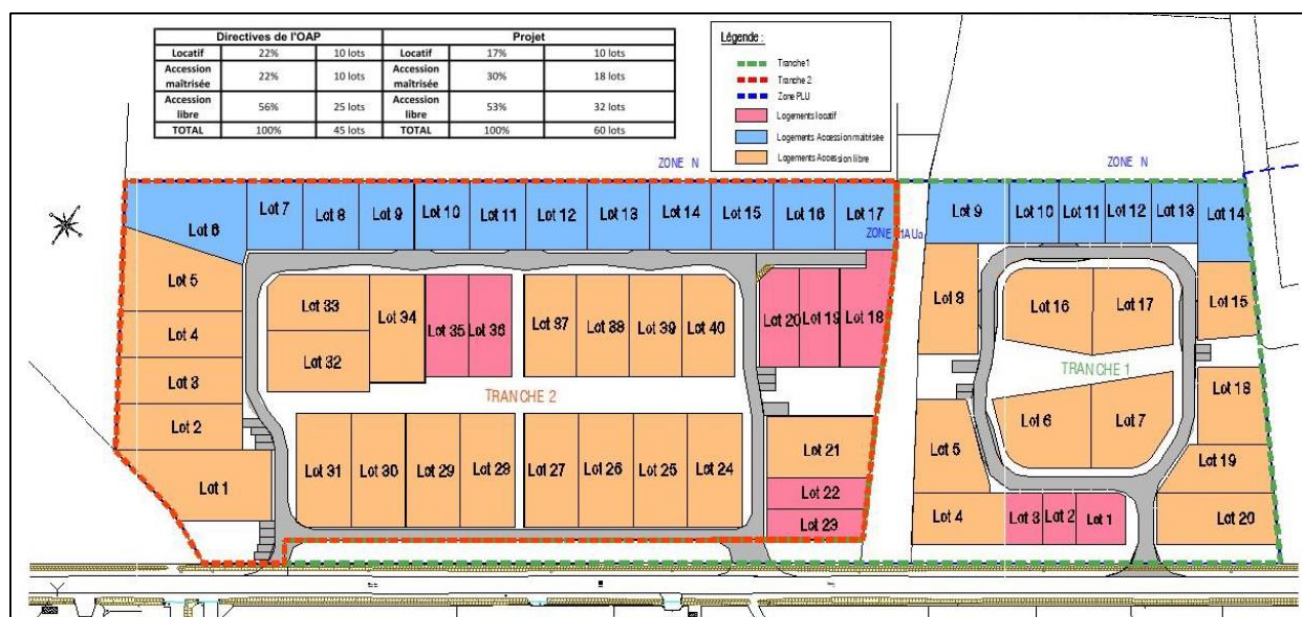 Directives de l'OAP Projet
Locatif 22% 10 lots Locatif 17% 10 lots
Accession maîtrisée 22% 10 lots Accession maîtrisée 30% 18 lots
Accession libre 56% 25 lots Accession libre 53% 32 lots
TOTAL 100% 45 lots TOTAL 100% 60 lots
Légende :
Tranche 1
Tranche 2
Zone PLU
Logements locatif
Logements Accession maîtrisée
Logements Accession libre
ZONE N
ZONE N
Lot 6
Lot 7
Lot 8
Lot 9
Lot 10
Lot 11
Lot 12
Lot 13
Lot 14
Lot 15
Lot 16
Lot 17
ZONE 1AUa
Lot 9
Lot 10
Lot 11
Lot 12
Lot 13
Lot 14
Lot 5
Lot 4
Lot 3
Lot 2
Lot 1
Lot 33
Lot 32
Lot 34
Lot 35
Lot 36
Lot 37
Lot 38
Lot 39
Lot 40
Lot 20
Lot 19
Lot 18
TRANCHE 2
Lot 31
Lot 30
Lot 29
Lot 28
Lot 27
Lot 26
Lot 25
Lot 24
Lot 21
Lot 22
Lot 23
Lot 8
Lot 16
Lot 17
Lot 15
TRANCHE 1
Lot 6
Lot 7
Lot 18
Lot 5
Lot 19
Lot 4
Lot 3
Lot 2
Lot 1
Lot 20